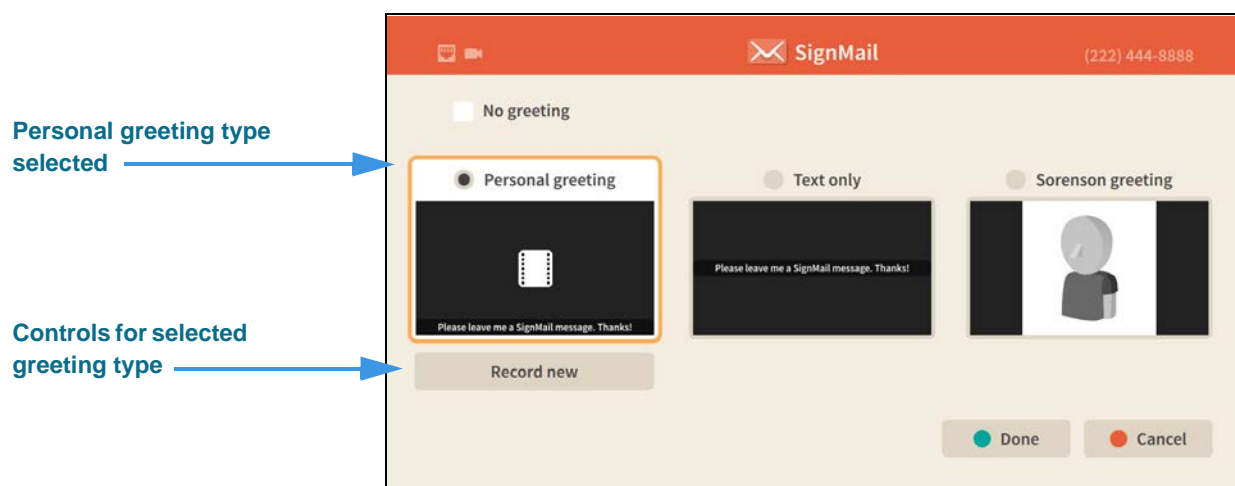 SignMail
(222) 444-8888
No greeting
Personal greeting type
selected
Personal greeting
Text only
Sorenson greeting
Please leave me a SignMail message. Thanks!
Please leave me a SignMail message. Thanks!
Controls for selected
greeting type
Record new
Done
Cancel